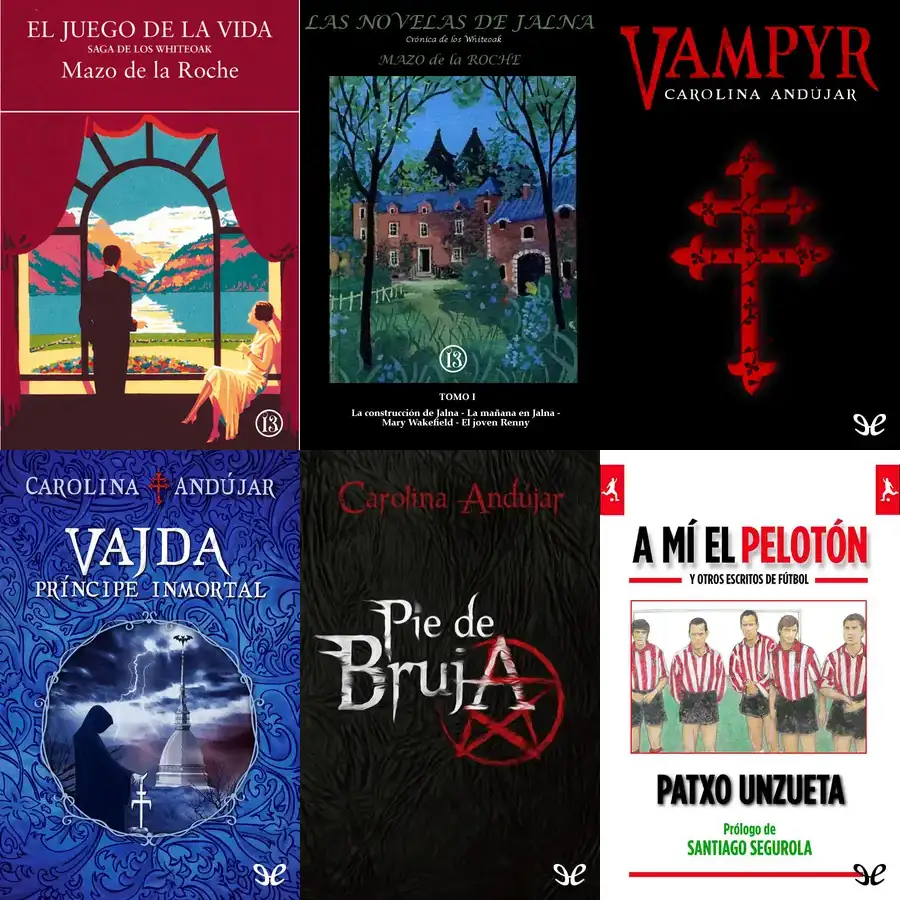 EL JUEGO DE LA VIDA
SAGA DE LOS WHITEOAK
Mazo de la Roche
13
LAS NOVELAS DE JALNA
Crónica de los Whiteoak
MAZO de la ROCHE
13
TOMO I
La construcción de Jalna - La mañana en Jalna -
Mary Wakefield - El joven Renny
VAMPYR
CAROLINA ANDÚJAR
CAROLINA ANDÚJAR
VAJDA
PRÍNCIPE INMORTAL
Carolina Andújar
Pie de
Bruja
A MÍ EL PELOTÓN
Y OTROS ESCRITOS DE FÚTBOL
PATXO UNZUETA
Prólogo de
SANTIAGO SEGUROLA